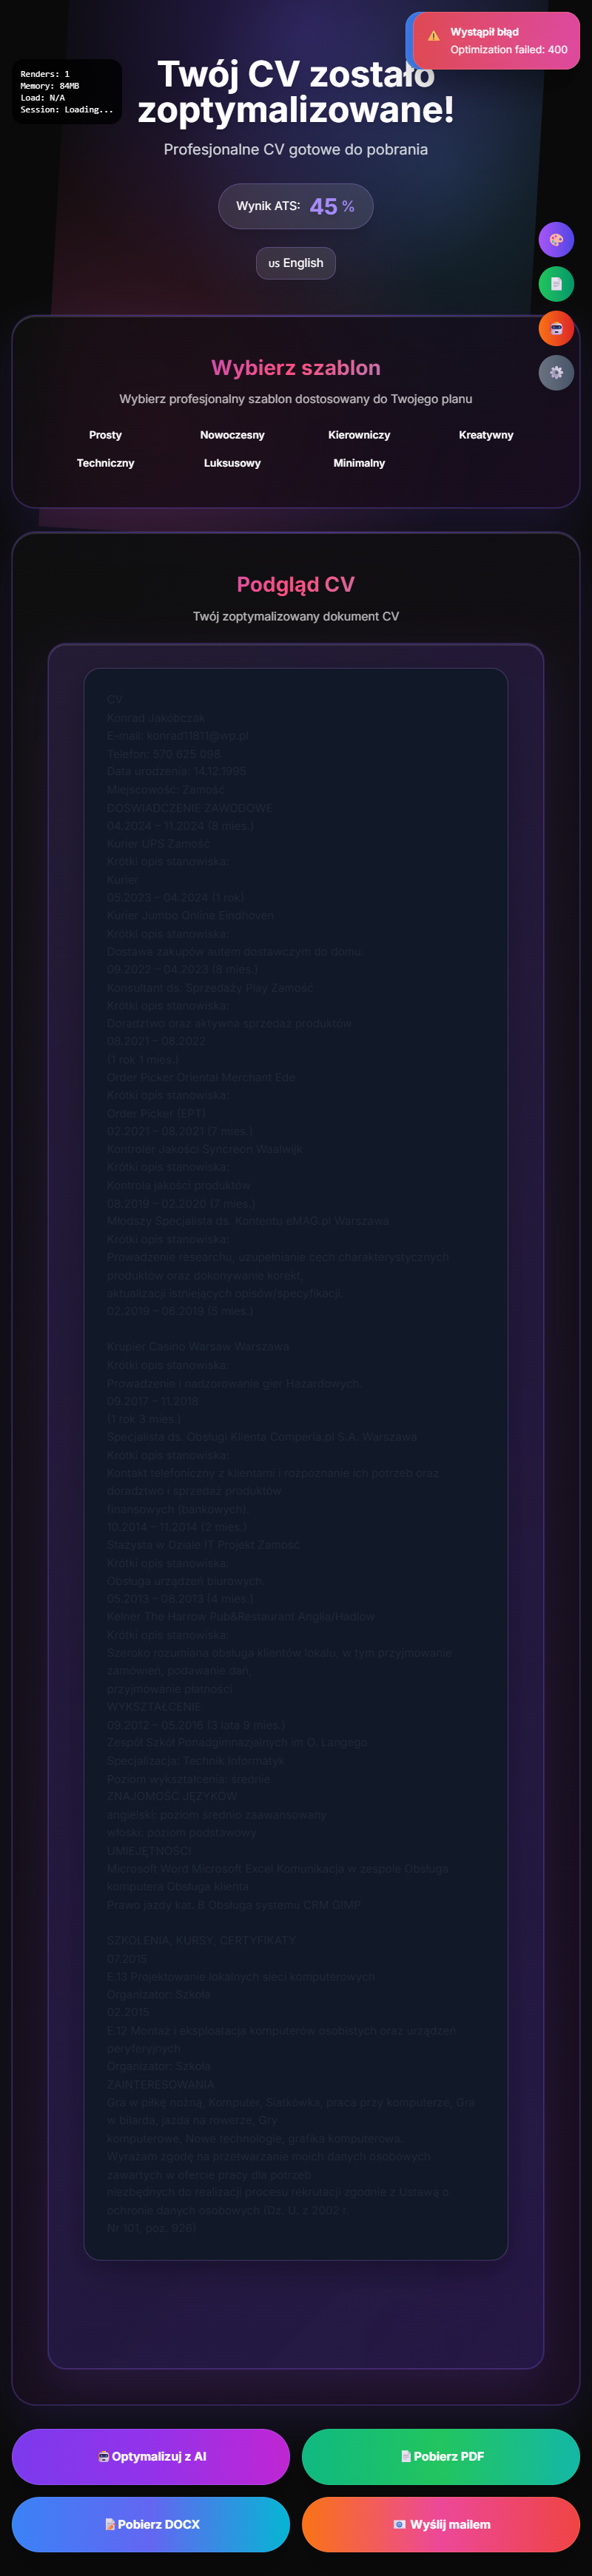 Wystąpił błąd
Optimization failed: 400
Renders: 1
Memory: 84MB
Load: N/A
Session: Loading...
Twój CV zostało
zoptymalizowane!
Profesjonalne CV gotowe do pobrania
Wynik ATS: 45 %
US English
Wybierz szablon
Wybierz profesjonalny szablon dostosowany do Twojego planu
Prosty Nowoczesny Kierowniczy Kreatywny
Techniczny Luksusowy Minimalny
Podgląd CV
Twój zoptymalizowany dokument CV
CV
Konrad Jakóbczak
E-mail: konrad11811@wp.pl
Telefon: 570 625 098
Data urodzenia: 14.12.1995
Miejscowość: Zamość
DOŚWIADCZENIE ZAWODOWE
04.2024 – 11.2024 (8 mies.)
Kurier UPS Zamość
Krótki opis stanowiska:
Kurier
05.2023 – 04.2024 (1 rok)
Kurier Jumbo Online Eindhoven
Krótki opis stanowiska:
Dostawa zakupów autem dostawczym do domu.
09.2022 – 04.2023 (8 mies.)
Konsultant ds. Sprzedaży Play Zamość
Krótki opis stanowiska:
Doradztwo oraz aktywna sprzedaż produktów
08.2021 – 08.2022
(1 rok 1 mies.)
Order Picker Oriental Merchant Ede
Krótki opis stanowiska:
Order Picker (EPT)
02.2021 – 08.2021 (7 mies.)
Kontroler Jakości Syncreon Waalwijk
Krótki opis stanowiska:
Kontrola jakości produktów
08.2019 – 02.2020 (7 mies.)
Młodszy Specjalista ds. Kontentu eMAG.pl Warszawa
Krótki opis stanowiska:
Prowadzenie researchu, uzupełnianie cech charakterystycznych
produktów oraz dokonywanie korekt,
aktualizacji istniejących opisów/specyfikacji.
02.2019 – 06.2019 (5 mies.)
Krupier Casino Warsaw Warszawa
Krótki opis stanowiska:
Prowadzenie i nadzorowanie gier Hazardowych.
09.2017 – 11.2018
(1 rok 3 mies.)
Specjalista ds. Obsługi Klienta Comperia.pl S.A. Warszawa
Krótki opis stanowiska:
Kontakt telefoniczny z klientami i rozpoznanie ich potrzeb oraz
doradztwo i sprzedaż produktów
finansowych (bankowych).
10.2014 – 11.2014 (2 mies.)
Stażysta w Dziale IT Projekt Zamość
Krótki opis stanowiska:
Obsługa urządzeń biurowych.
05.2013 – 08.2013 (4 mies.)
Kelner The Harrow Pub&Restaurant Anglia/Hadlow
Krótki opis stanowiska:
Szeroko rozumiana obsługa klientów lokalu, w tym przyjmowanie
zamówień, podawanie dań,
przyjmowanie płatności
WYKSZTAŁCENIE
09.2012 – 05.2016 (3 lata 9 mies.)
Zespół Szkół Ponadgimnazjalnych im O. Langego
Specjalizacja: Technik Informatyk
Poziom wykształcenia: średnie
ZNAJOMOŚĆ JĘZYKÓW
angielski: poziom średnio zaawansowany
włoski: poziom podstawowy
UMIEJĘTNOŚCI
Microsoft Word Microsoft Excel Komunikacja w zespole Obsługa
komputera Obsługa klienta
Prawo jazdy kat. B Obsługa systemu CRM GIMP
SZKOLENIA, KURSY, CERTYFIKATY
07.2015
E.13 Projektowanie lokalnych sieci komputerowych
Organizator: Szkoła
02.2015
E.12 Montaż i eksploatacja komputerów osobistych oraz urządzeń
peryferyjnych
Organizator: Szkoła
ZAINTERESOWANIA
Gra w piłkę nożną, Komputer, Siatkówka, praca przy komputerze, Gra
w bilarda, jazda na rowerze, Gry
komputerowe, Nowe technologie, grafika komputerowa.
Wyrażam zgodę na przetwarzanie moich danych osobowych
zawartych w ofercie pracy dla potrzeb
niezbędnych do realizacji procesu rekrutacji zgodnie z Ustawą o
ochronie danych osobowych (Dz. U. z 2002 r.
Nr 101, poz. 926)
Optymalizuj z AI
Pobierz PDF
Pobierz DOCX
Wyślij mailem